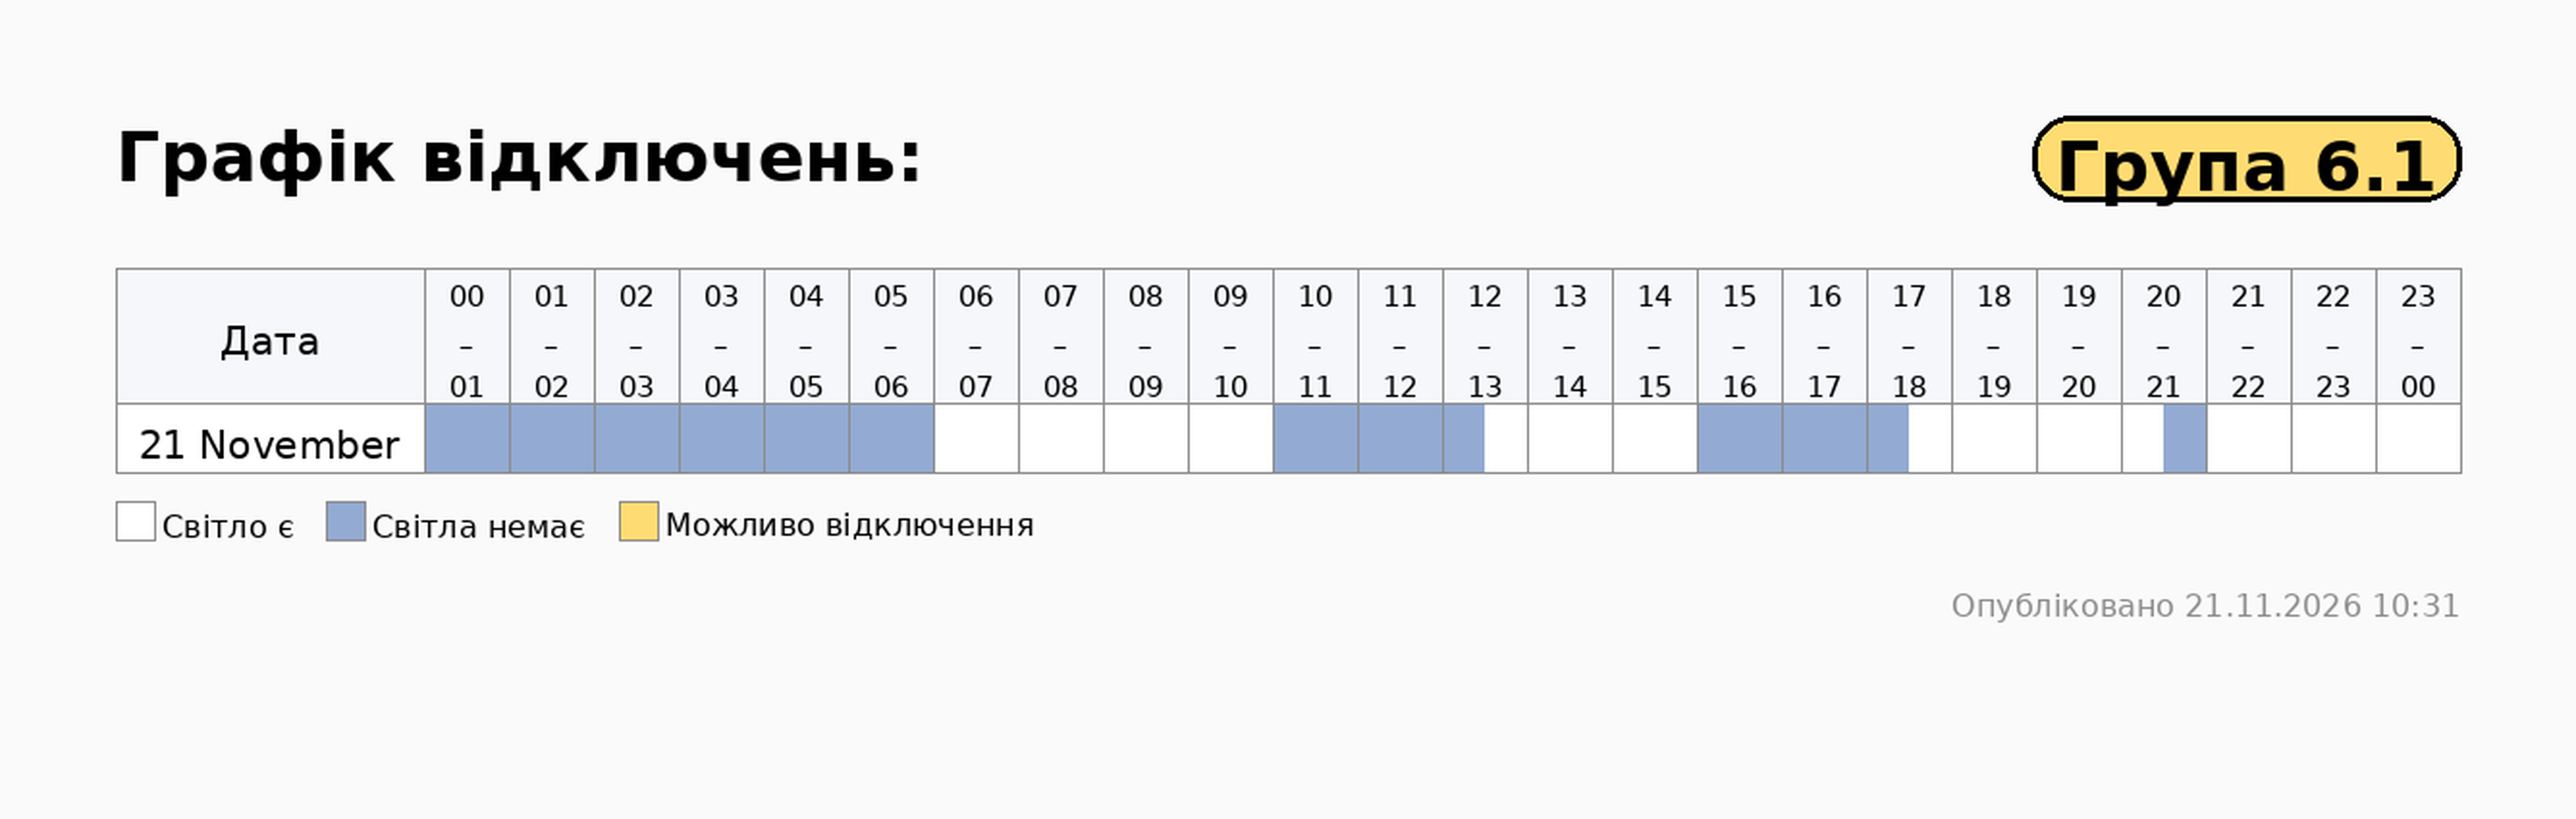 Графік відключень:
Група 6.1
Дата
00 – 01
01 – 02
02 – 03
03 – 04
04 – 05
05 – 06
06 – 07
07 – 08
08 – 09
09 – 10
10 – 11
11 – 12
12 – 13
13 – 14
14 – 15
15 – 16
16 – 17
17 – 18
18 – 19
19 – 20
20 – 21
21 – 22
22 – 23
23 – 00
21 November
Світло є
Світла немає
Можливо відключення
Опубліковано 21.11.2026 10:31